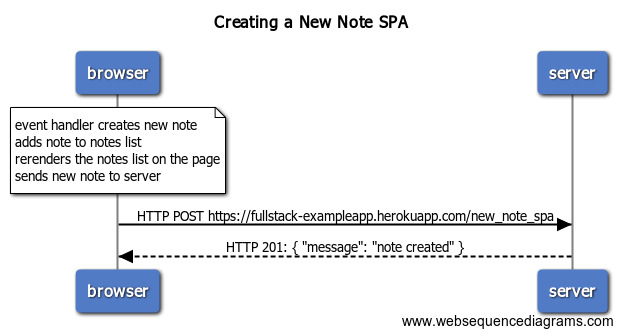 Creating a New Note SPA
browser
server
event handler creates new note
adds note to notes list
rerenders the notes list on the page
sends new note to server
HTTP POST https://fullstack-exampleapp.herokuapp.com/new_note_spa
HTTP 201: { "message": "note created" }
browser
server
www.websequencediagrams.com